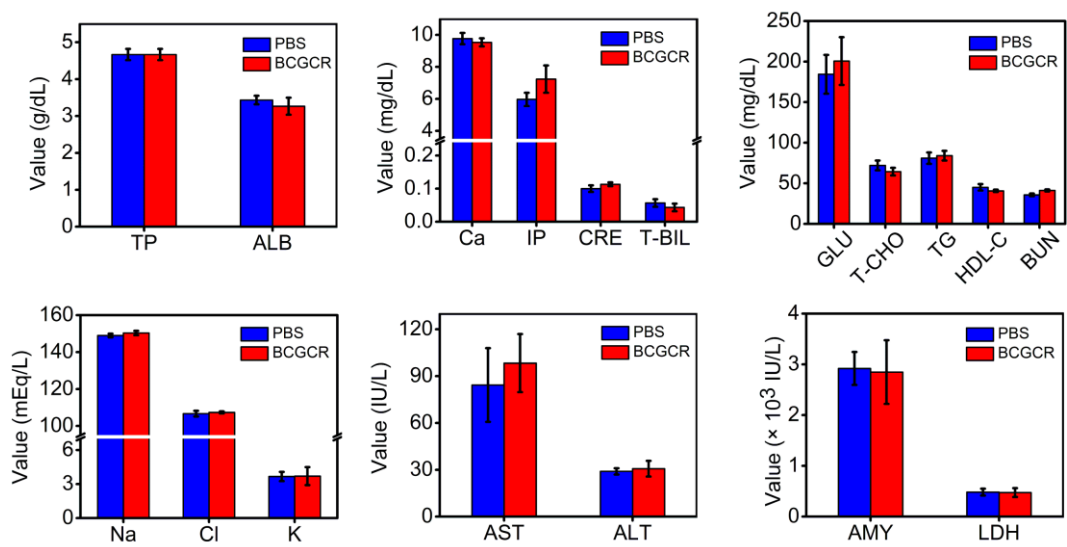 Value (g/dL)
5
4
3
2
1
0
PBS
BCGCR
TP ALB
Value (mg/dL)
10
8
6
4
0.2
0.1
0.0
PBS
BCGCR
Ca IP CRE T-BIL
Value (mg/dL)
250
200
150
100
50
0
PBS
BCGCR
GLU T-CHO TG HDL-C BUN
Value (mEq/L)
160
140
120
100
6
3
0
PBS
BCGCR
Na Cl K
Value (IU/L)
120
90
60
30
0
PBS
BCGCR
AST ALT
Value (× 10³ IU/L)
4
3
2
1
0
PBS
BCGCR
AMY LDH